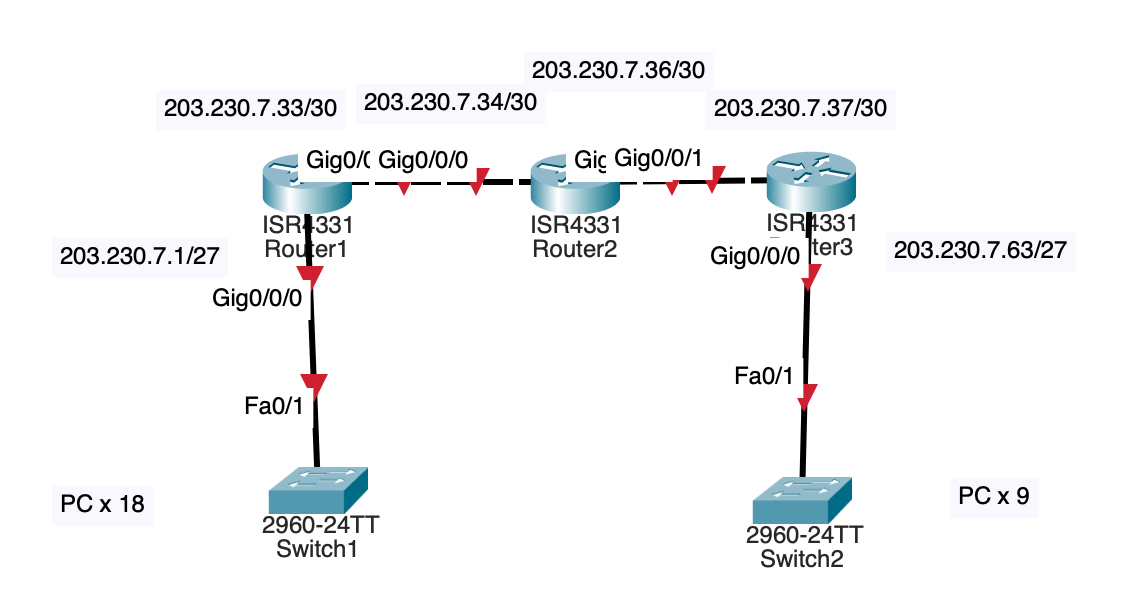 203.230.7.36/30
203.230.7.33/30
203.230.7.34/30
203.230.7.37/30
Gig0/0/0
Gig0/0/1
ISR4331
Router1
ISR4331
Router2
ISR4331
ter3
203.230.7.1/27
Gig0/0/0
203.230.7.63/27
Gig0/0/0
Fa0/1
Fa0/1
PC x 18
PC x 9
2960-24TT
Switch1
2960-24TT
Switch2